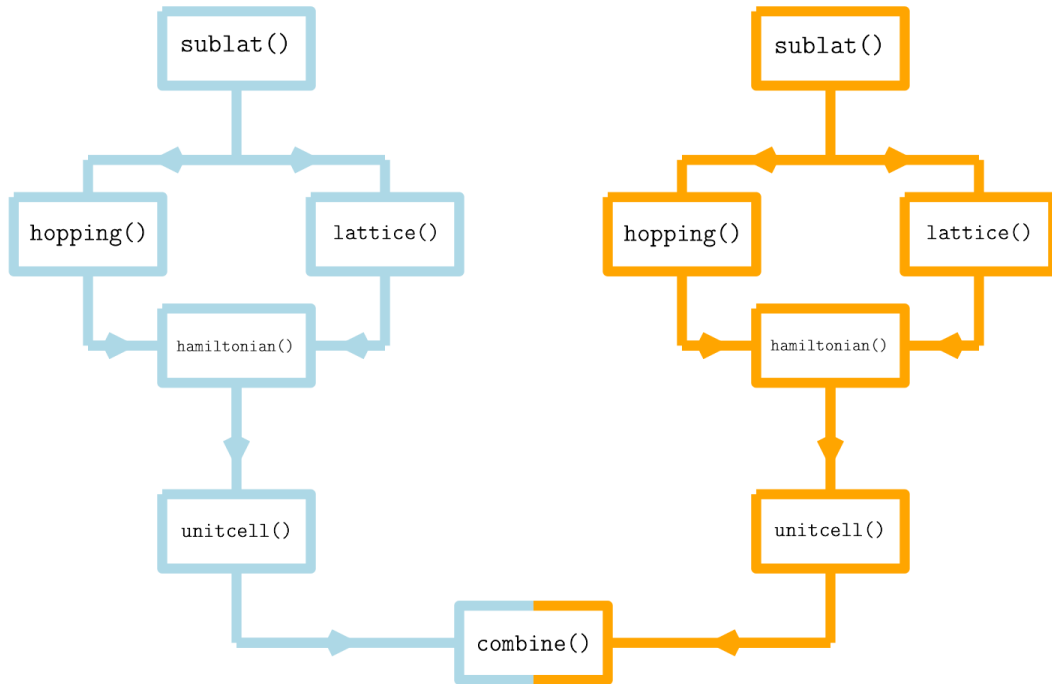 sublat()
sublat()
hopping()
lattice()
hopping()
lattice()
hamiltonian()
hamiltonian()
unitcell()
unitcell()
combine()